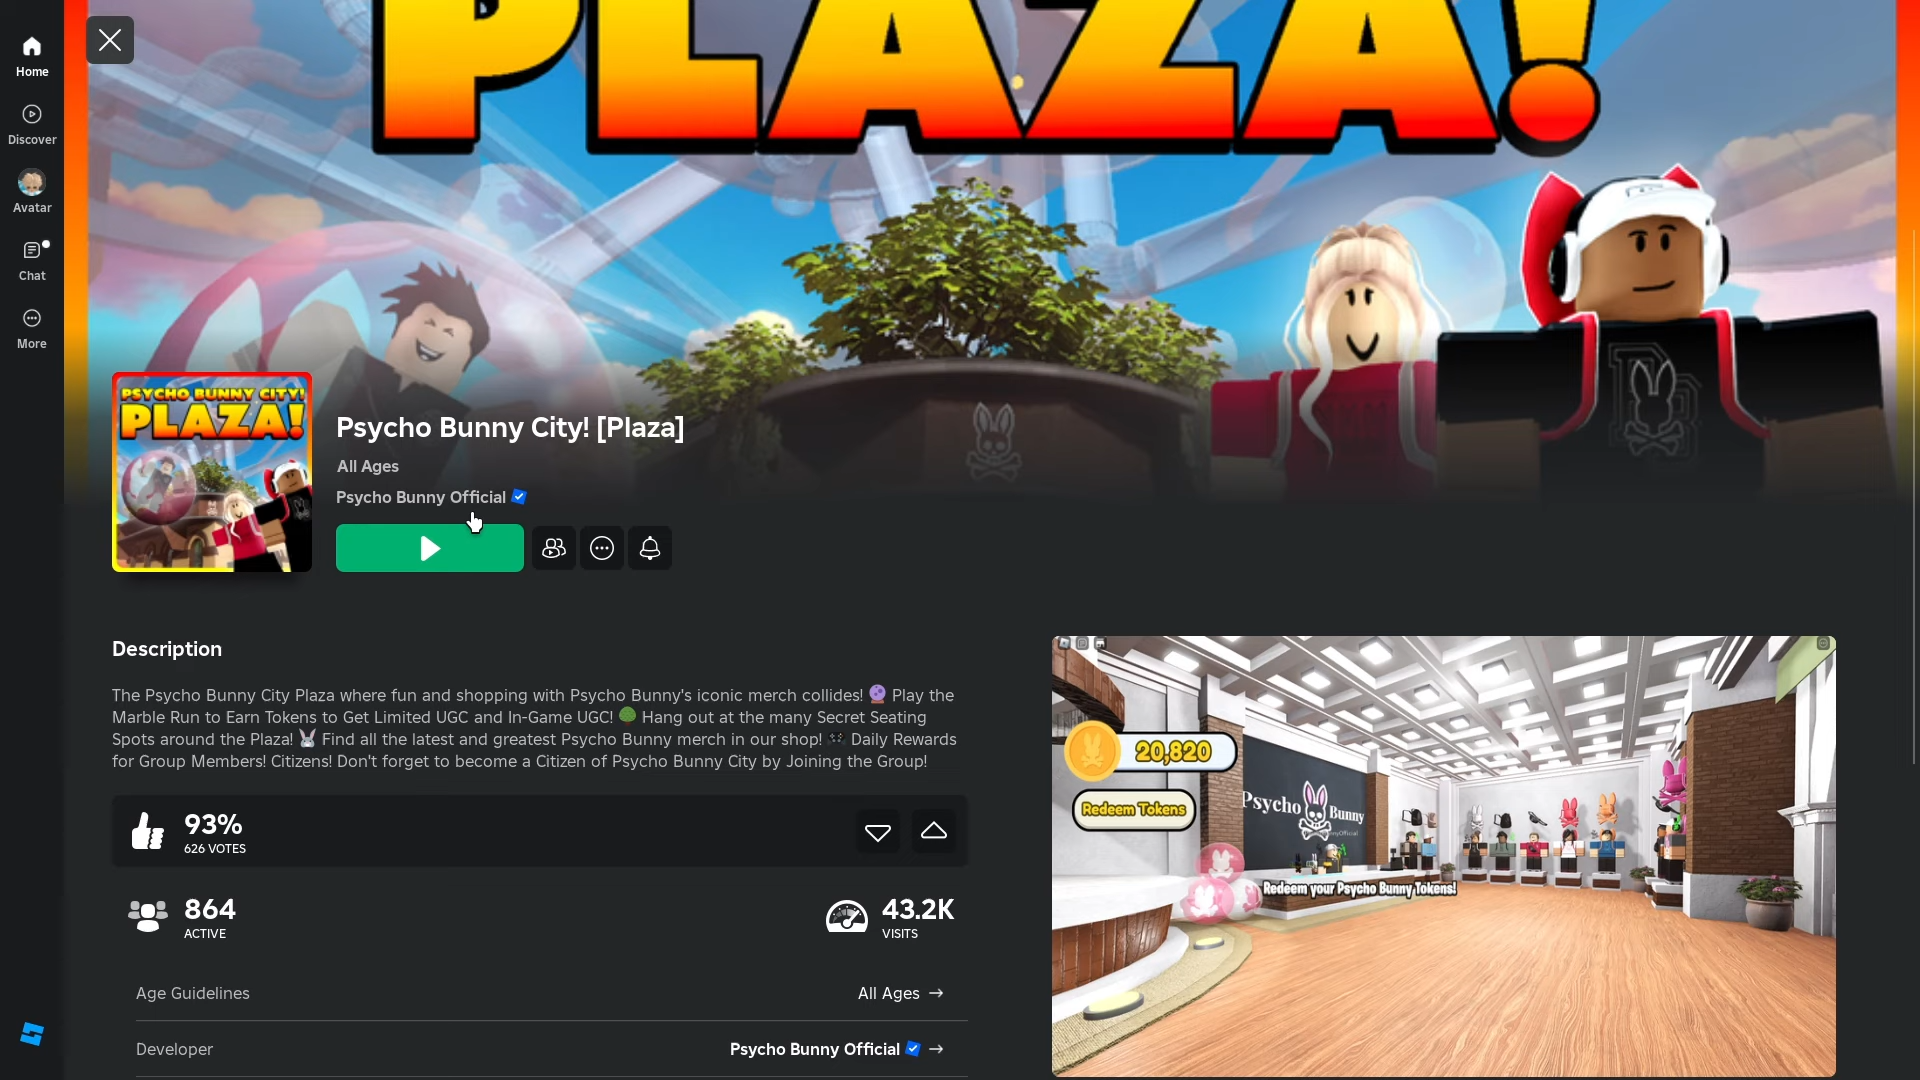 PLAZA!
Home
Discover
Avatar
Chat
More
PSYCHO BUNNY CITY!
PLAZA!
Psycho Bunny City! [Plaza]
All Ages
Psycho Bunny Official
Description
The Psycho Bunny City Plaza where fun and shopping with Psycho Bunny's iconic merch collides! 🔮 Play the
Marble Run to Earn Tokens to Get Limited UGC and In-Game UGC! 🌳 Hang out at the many Secret Seating
Spots around the Plaza! 🐰 Find all the latest and greatest Psycho Bunny merch in our shop! 🎮 Daily Rewards
for Group Members! Citizens! Don't forget to become a Citizen of Psycho Bunny City by Joining the Group!
93%
626 VOTES
864
ACTIVE
43.2K
VISITS
Age Guidelines
All Ages
Developer
Psycho Bunny Official
20,820
Redeem Tokens
Psycho Bunny
Redeem your Psycho Bunny Tokens!